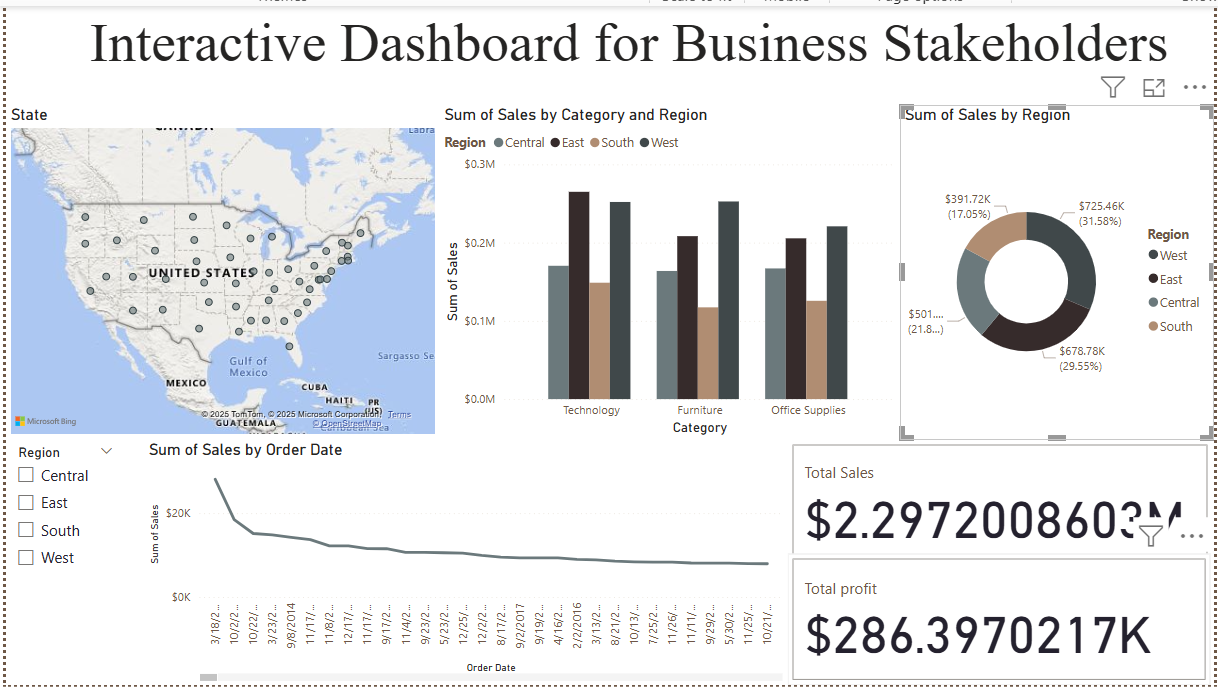 Interactive Dashboard for Business Stakeholders
State
CANADA
Labra
UNITED STATES
Sargasso Se
Gulf of
Mexico
MEXICO
CUBA
HAITI
PR
(US)
© 2025 TomTom, © 2025 Microsoft Corporation,
Terms
© OpenStreetMap
GUATEMALA
Caribbean Sea
Microsoft Bing
Sum of Sales by Category and Region
Region Central East South West
$0.3M
$0.2M
$0.1M
$0.0M
Sum of Sales
Technology Furniture Office Supplies
Category
Sum of Sales by Region
$391.72K
(17.05%)
$725.46K
(31.58%)
$501....
(21.8...)
$678.78K
(29.55%)
Region
West
East
Central
South
Region
Central
East
South
West
Sum of Sales by Order Date
Sum of Sales
$20K
$0K
3/18/2...
10/2/2...
10/22/...
3/23/2...
9/8/2014
11/17/...
11/8/2...
12/17/...
11/17/...
9/17/2...
11/4/2...
9/23/2...
5/23/2...
12/25/...
12/2/2...
8/17/2...
9/2/2017
9/19/2...
4/16/2...
2/2/2016
3/13/2...
8/21/2...
10/13/...
7/25/2...
11/26/...
11/11/...
9/29/2...
5/30/2...
11/25/...
10/21/...
Order Date
Total Sales
$2.2972008603M
Total profit
$286.3970217K